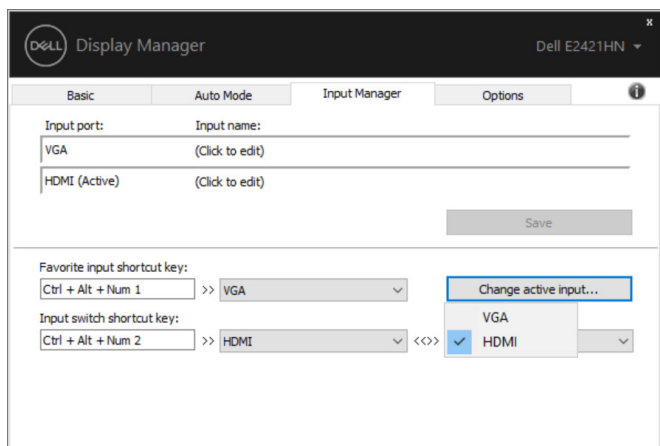 x
DELL Display Manager Dell E2421HN
Basic Auto Mode Input Manager Options i
Input port: Input name:
VGA (Click to edit)
HDMI (Active) (Click to edit)
Save
Favorite input shortcut key:
Ctrl + Alt + Num 1 >> VGA Change active input...
Input switch shortcut key:
VGA
Ctrl + Alt + Num 2 >> HDMI <<>> HDMI